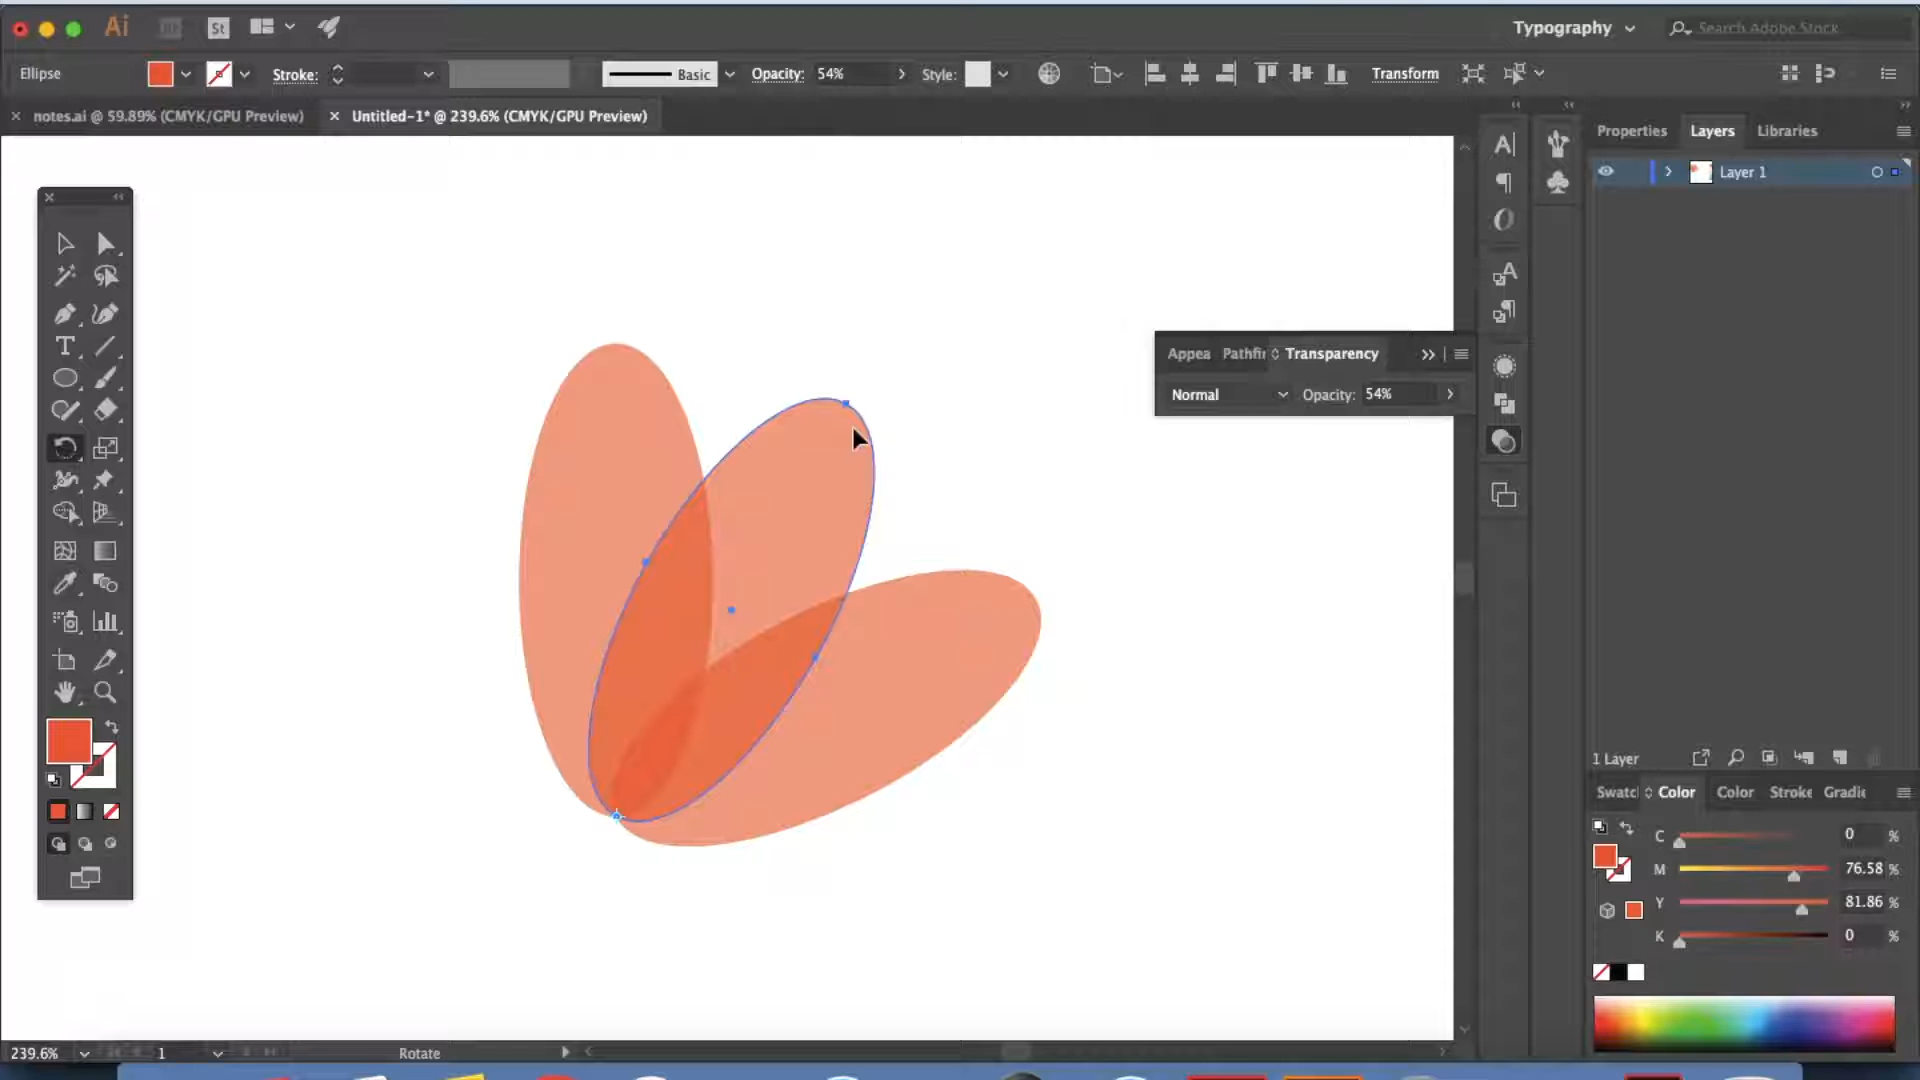 Ai
St
Typography
Search Adobe Stock
Ellipse
Stroke:
Basic
Opacity:
54%
Style:
Transform
notes.ai @ 59.89% (CMYK/GPU Preview)
Untitled-1* @ 239.6% (CMYK/GPU Preview)
Properties
Layers
Libraries
Layer 1
Appea
Pathfin
Transparency
Normal
Opacity:
54%
1 Layer
Swatc
Color
Color
Stroke
Gradie
C
0
%
M
76.58
%
Y
81.86
%
K
0
%
239.6%
1
Rotate